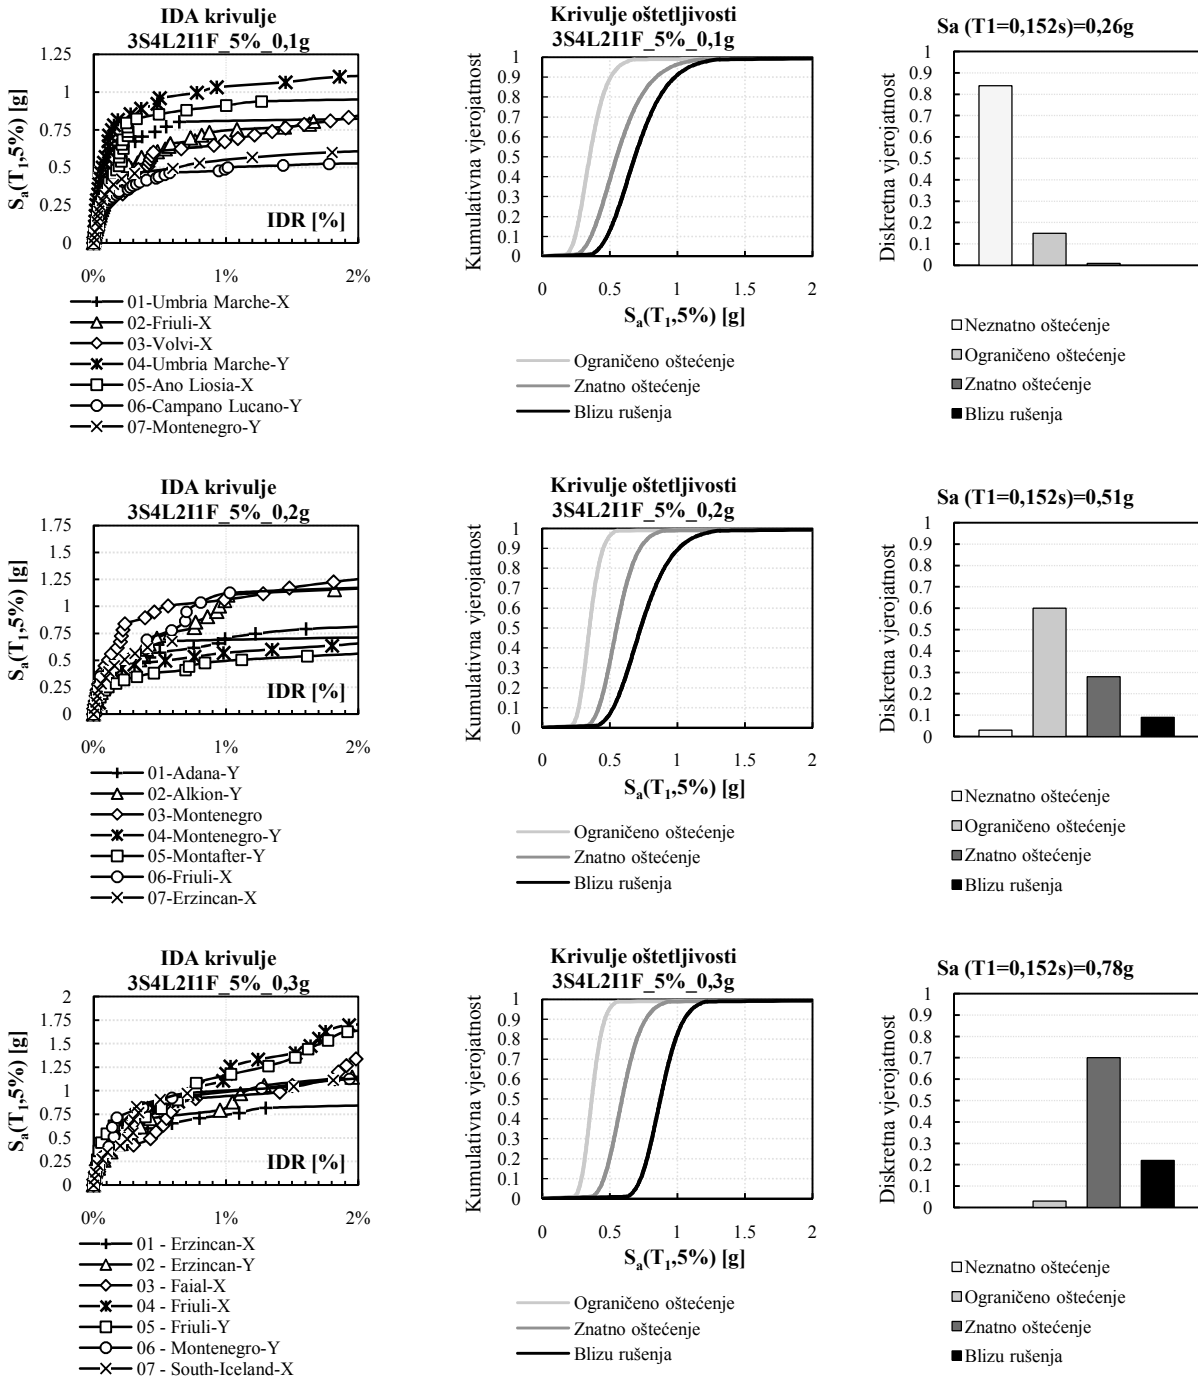 IDA krivulje
3S4L2I1F_5%_0,1g
1.25
1
0.75
0.5
0.25
0
Sa(T1,5%) [g]
IDR [%]
0%
1%
2%
01-Umbria Marche-X
02-Friuli-X
03-Volvi-X
04-Umbria Marche-Y
05-Ano Liosia-X
06-Campano Lucano-Y
07-Montenegro-Y
Krivulje oštetljivosti
3S4L2I1F_5%_0,1g
Kumulativna vjerojatnost
1
0.9
0.8
0.7
0.6
0.5
0.4
0.3
0.2
0.1
0
0
0.5
1
1.5
2
Sa(T1,5%) [g]
Ograničeno oštećenje
Znatno oštećenje
Blizu rušenja
Sa (T1=0,152s)=0,26g
Diskretna vjerojatnost
1
0.9
0.8
0.7
0.6
0.5
0.4
0.3
0.2
0.1
0
Neznatno oštećenje
Ograničeno oštećenje
Znatno oštećenje
Blizu rušenja
IDA krivulje
3S4L2I1F_5%_0,2g
1.75
1.5
1.25
1
0.75
0.5
0.25
0
Sa(T1,5%) [g]
IDR [%]
0%
1%
2%
01-Adana-Y
02-Alkion-Y
03-Montenegro
04-Montenegro-Y
05-Montafter-Y
06-Friuli-X
07-Erzincan-X
Krivulje oštetljivosti
3S4L2I1F_5%_0,2g
Kumulativna vjerojatnost
1
0.9
0.8
0.7
0.6
0.5
0.4
0.3
0.2
0.1
0
0
0.5
1
1.5
2
Sa(T1,5%) [g]
Ograničeno oštećenje
Znatno oštećenje
Blizu rušenja
Sa (T1=0,152s)=0,51g
Diskretna vjerojatnost
1
0.9
0.8
0.7
0.6
0.5
0.4
0.3
0.2
0.1
0
Neznatno oštećenje
Ograničeno oštećenje
Znatno oštećenje
Blizu rušenja
IDA krivulje
3S4L2I1F_5%_0,3g
2
1.75
1.5
1.25
1
0.75
0.5
0.25
0
Sa(T1,5%) [g]
IDR [%]
0%
1%
2%
01 - Erzincan-X
02 - Erzincan-Y
03 - Faial-X
04 - Friuli-X
05 - Friuli-Y
06 - Montenegro-Y
07 - South-Iceland-X
Krivulje oštetljivosti
3S4L2I1F_5%_0,3g
Kumulativna vjerojatnost
1
0.9
0.8
0.7
0.6
0.5
0.4
0.3
0.2
0.1
0
0
0.5
1
1.5
2
Sa(T1,5%) [g]
Ograničeno oštećenje
Znatno oštećenje
Blizu rušenja
Sa (T1=0,152s)=0,78g
Diskretna vjerojatnost
1
0.9
0.8
0.7
0.6
0.5
0.4
0.3
0.2
0.1
0
Neznatno oštećenje
Ograničeno oštećenje
Znatno oštećenje
Blizu rušenja